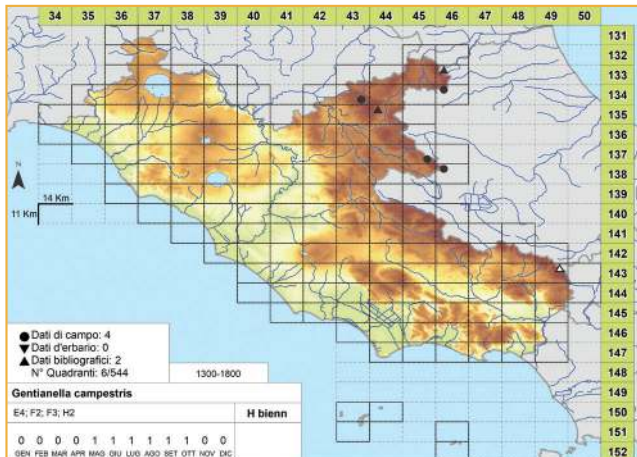 34 35 36 37 38 39 40 41 42 43 44 45 46 47 48 49 50
131
132
133
134
135
136
137
138
139
140
141
142
143
144
145
146
147
148
149
150
151
152
N
14 Km
11 Km
Dati di campo: 4
Dati d'erbario: 0
Dati bibliografici: 2
N° Quadranti: 6/544
1300-1800
Gentianella campestris
E4; F2; F3; H2 H bienn
0 0 0 0 1 1 1 1 1 1 0 0
GEN FEB MAR APR MAG GIU LUG AGO SET OTT NOV DIC